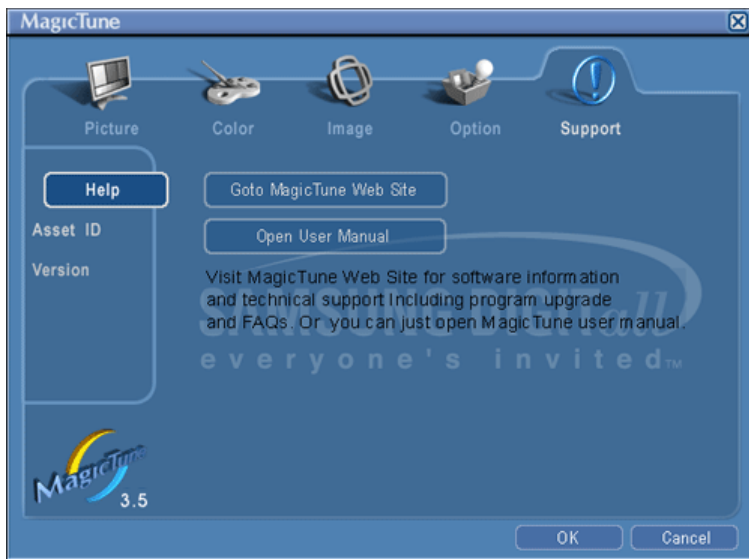 MagicTune
Picture
Color
Image
Option
Support
Help
Asset ID
Version
Goto MagicTune Web Site
Open User Manual
Visit MagicTune Web Site for software information
and technical support Including program upgrade
and FAQs. Or you can just open MagicTune user manual.
SAMSUNG DIGITall
everyone's invited™
MagicTune
3.5
OK
Cancel